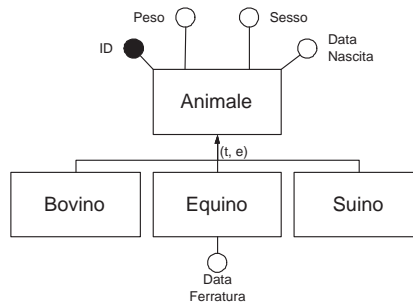 Peso
Sesso
ID
Data
Nascita
Animale
(t, e)
Bovino
Equino
Suino
Data
Ferratura